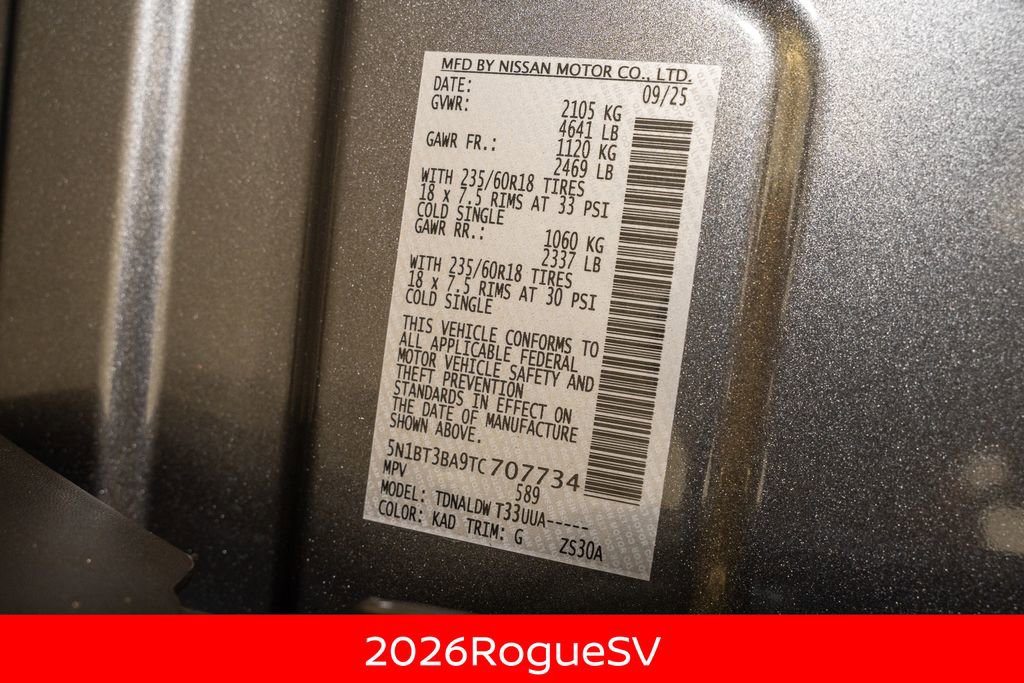 MFD BY NISSAN MOTOR CO., LTD.
DATE: 09/25
GVWR: 2105 KG
4641 LB
GAWR FR.: 1120 KG
2469 LB
WITH 235/60R18 TIRES
18 X 7.5 RIMS AT 33 PSI
COLD SINGLE
GAWR RR.: 1060 KG
2337 LB
WITH 235/60R18 TIRES
18 X 7.5 RIMS AT 30 PSI
COLD SINGLE
THIS VEHICLE CONFORMS TO
ALL APPLICABLE FEDERAL
MOTOR VEHICLE SAFETY AND
THEFT PREVENTION
STANDARDS IN EFFECT ON
THE DATE OF MANUFACTURE
SHOWN ABOVE.
5N1BT3BA9TC707734
MPV 589
MODEL: TDNALDW T33UUA-----
COLOR: KAD TRIM: G ZS30A
2026RogueSV